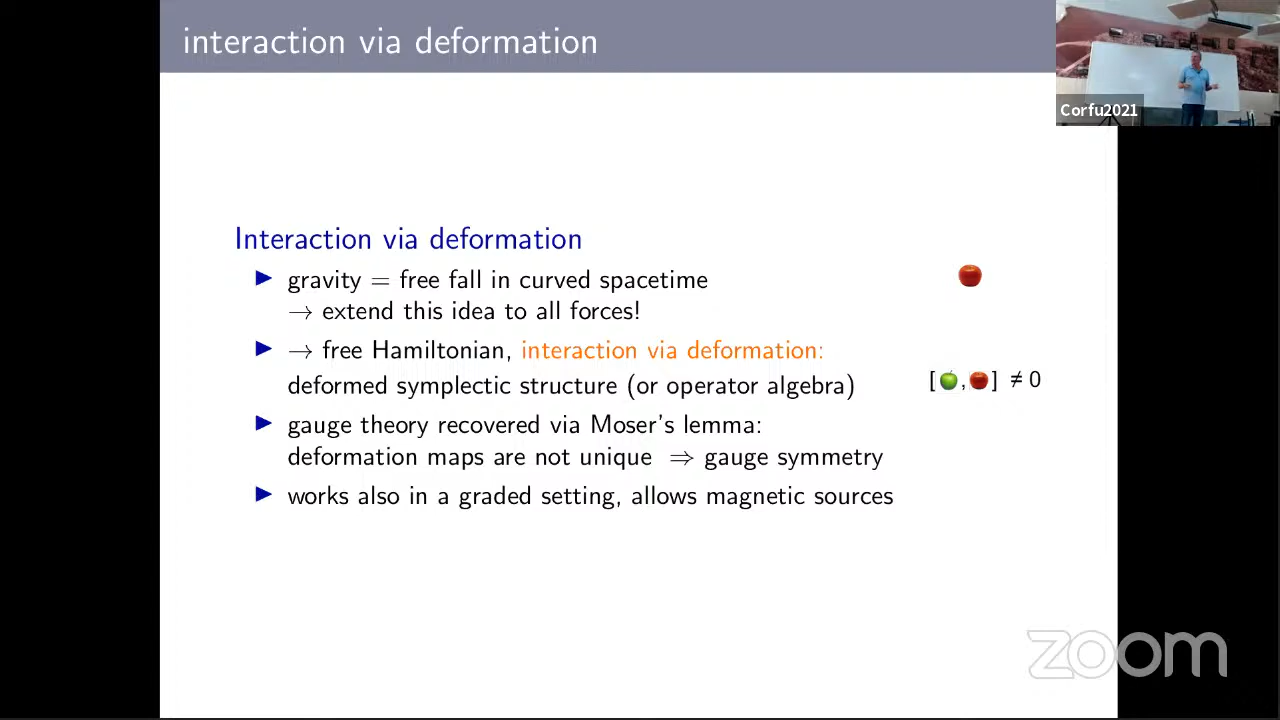 interaction via deformation
Corfu2021
Interaction via deformation
▶ gravity = free fall in curved spacetime
→ extend this idea to all forces!
▶ → free Hamiltonian, interaction via deformation:
deformed symplectic structure (or operator algebra)
[🍏,🍎] ≠ 0
▶ gauge theory recovered via Moser's lemma:
deformation maps are not unique ⇒ gauge symmetry
▶ works also in a graded setting, allows magnetic sources
zoom